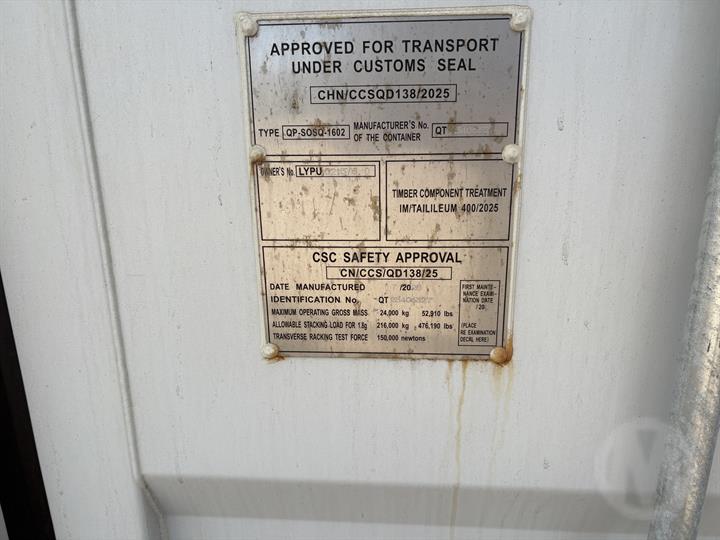 APPROVED FOR TRANSPORT
UNDER CUSTOMS SEAL
CHN/CCSQD138/2025
TYPE QP-SOSQ-1602 MANUFACTURER'S No. OF THE CONTAINER QT
OWNER'S No. LYPU
TIMBER COMPONENT TREATMENT
IM/TAILILEUM 400/2025
CSC SAFETY APPROVAL
CN/CCS/QD138/25
DATE MANUFACTURED /20
IDENTIFICATION No. QT
MAXIMUM OPERATING GROSS MASS 24,000 kg 52,910 lbs
ALLOWABLE STACKING LOAD FOR 1.8g 216,000 kg 476,190 lbs
TRANSVERSE RACKING TEST FORCE 150,000 newtons
FIRST MAINTE-
NANCE EXAMI-
NATION DATE
/20
(PLACE
RE EXAMINATION
DECAL HERE)
M